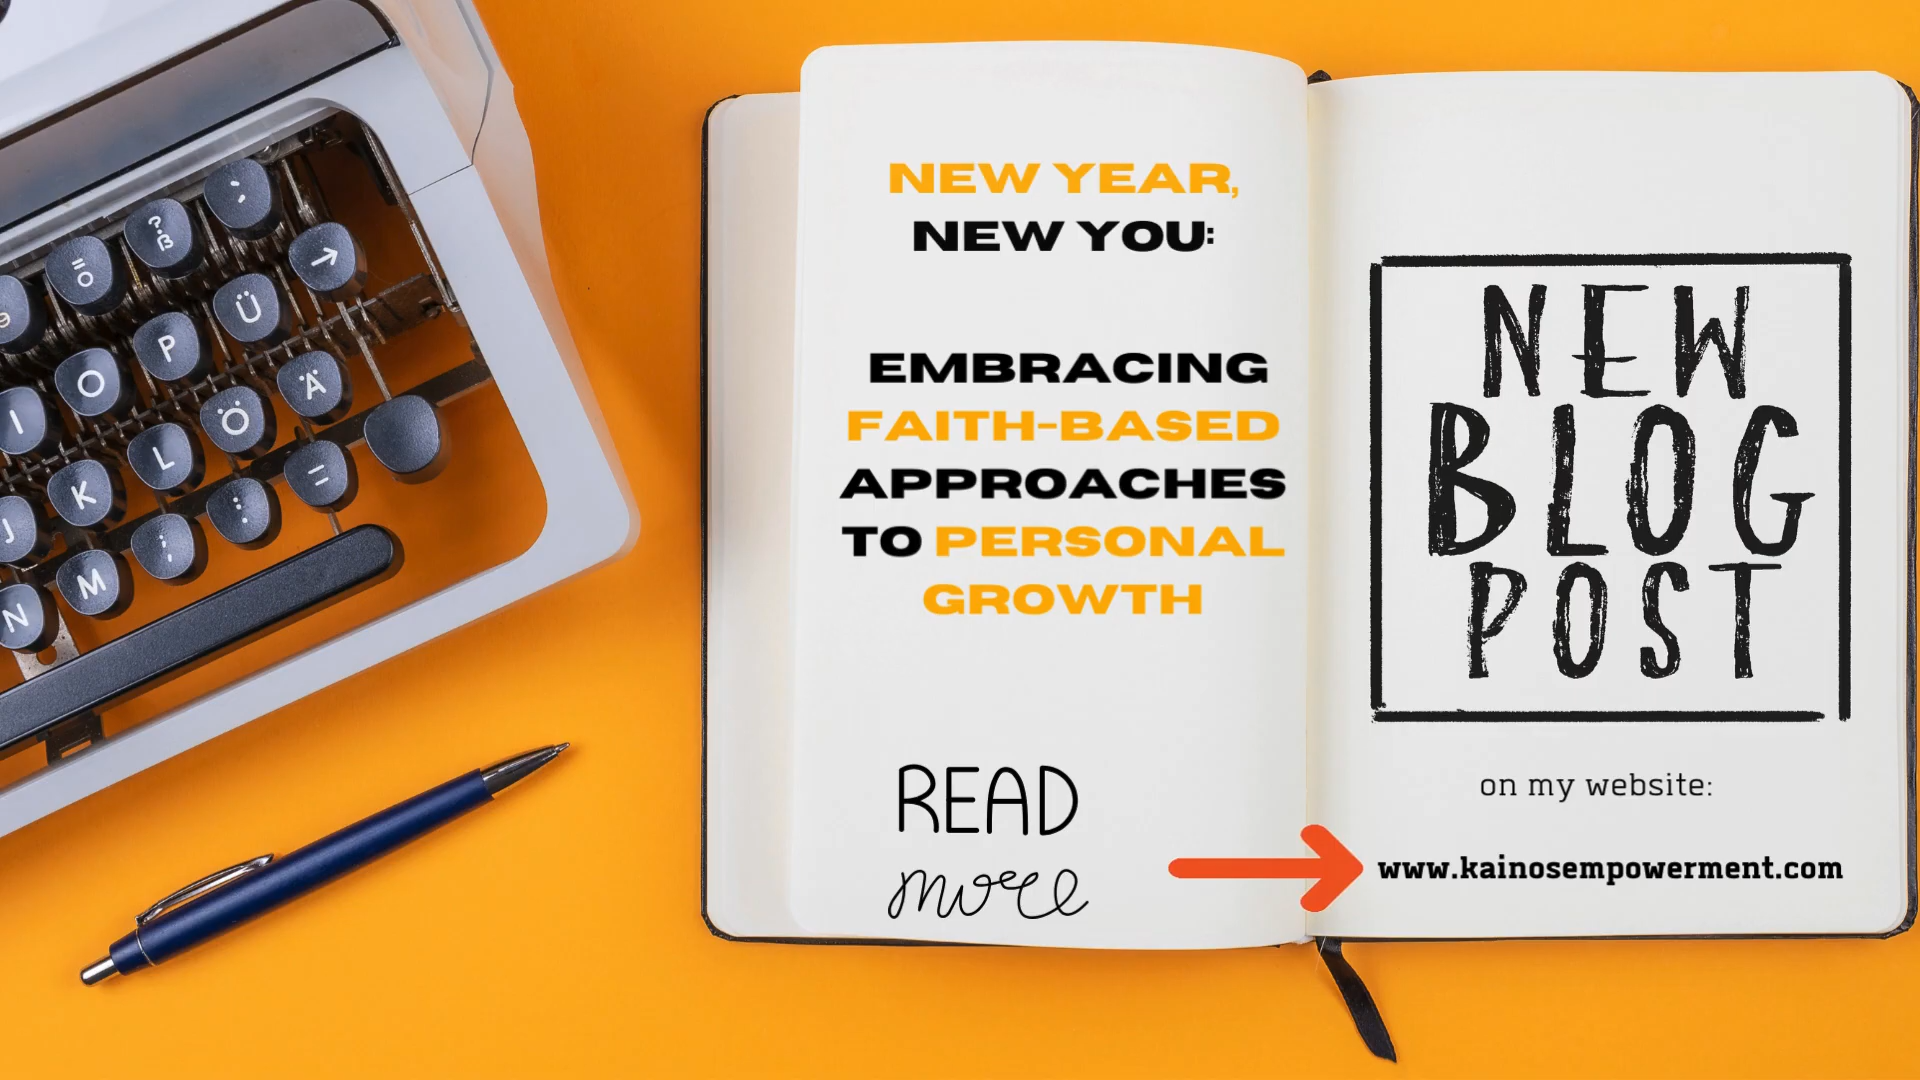 NEW YEAR,
NEW YOU:
EMBRACING
FAITH-BASED
APPROACHES
TO PERSONAL
GROWTH
READ
more
NEW
BLOG
POST
on my website:
www.kainosempowerment.com
= O
? ß
P
Ü
→
I
O
Ö
Ä
J
K
L
N
M
=